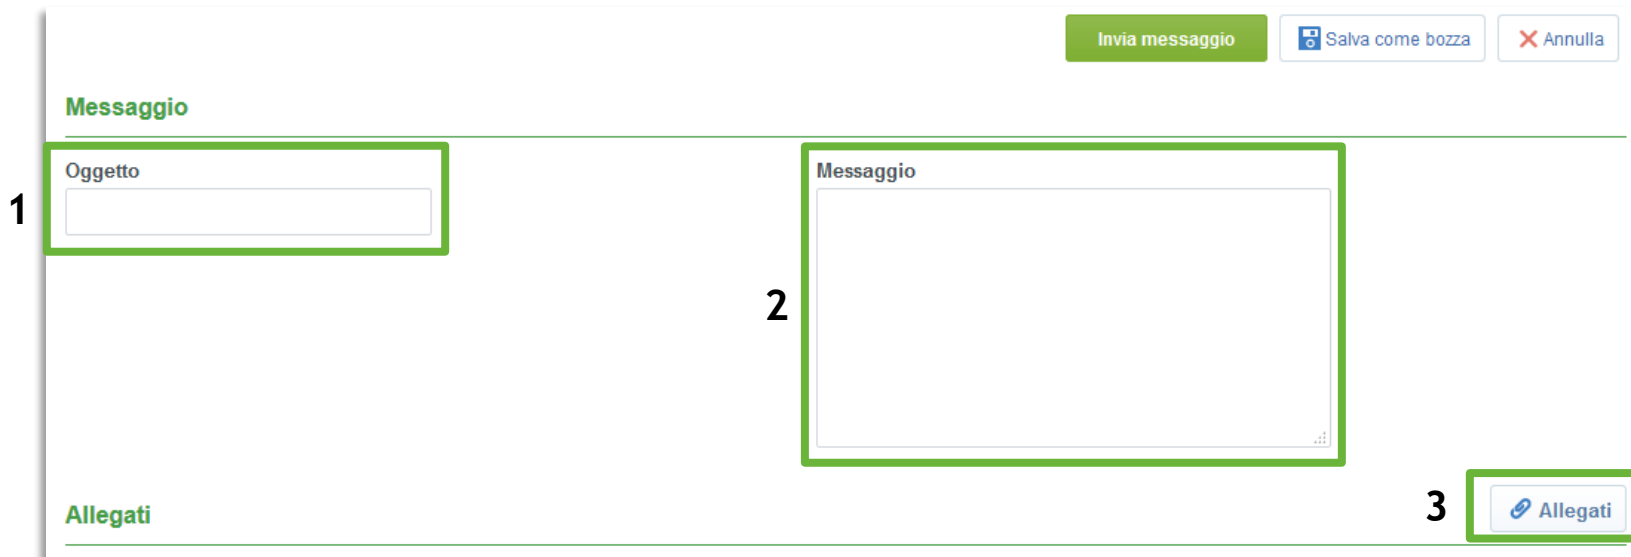 Invia messaggio Salva come bozza Annulla
Messaggio
Oggetto Messaggio
1
2
3
Allegati Allegati